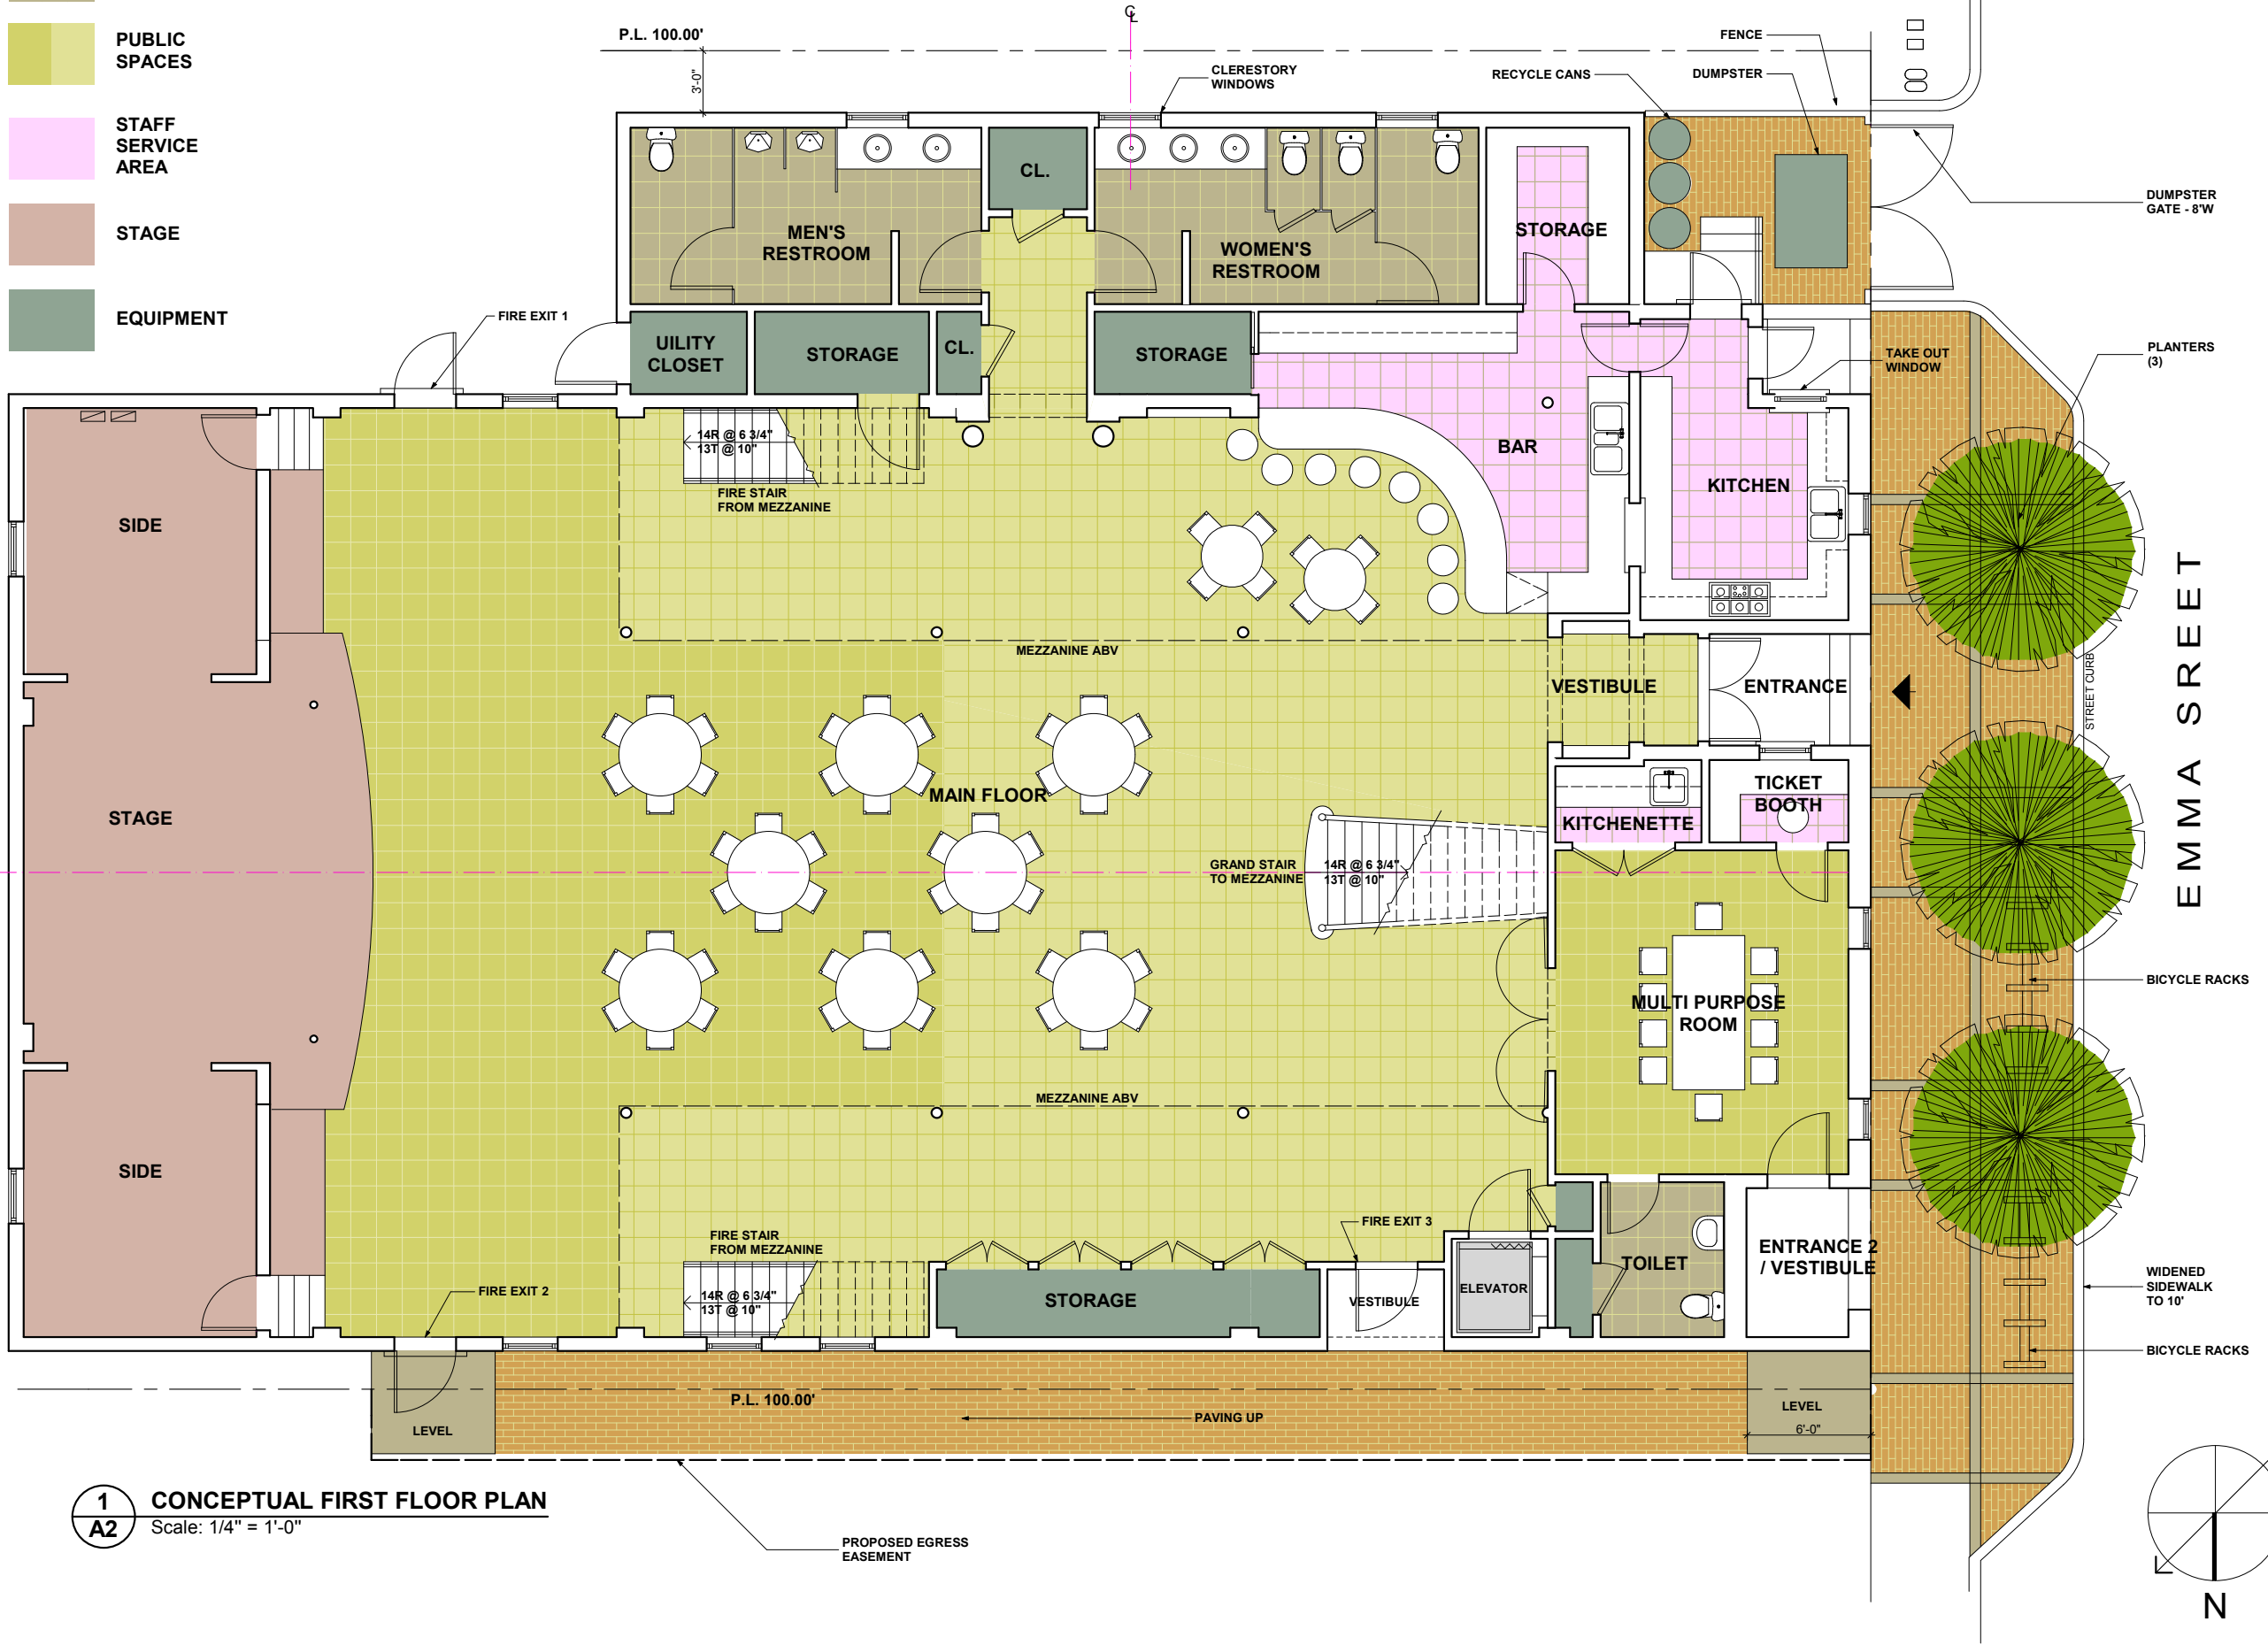 PUBLIC
SPACES
STAFF
SERVICE
AREA
STAGE
EQUIPMENT
P.L. 100.00'
3'-0"
CL
CLERESTORY
WINDOWS
RECYCLE CANS
FENCE
DUMPSTER
DUMPSTER
GATE - 8'W
CL.
MEN'S
RESTROOM
WOMEN'S
RESTROOM
STORAGE
FIRE EXIT 1
UILITY
CLOSET
STORAGE
CL.
STORAGE
TAKE OUT
WINDOW
PLANTERS
(3)
14R @ 6 3/4"
13T @ 10"
FIRE STAIR
FROM MEZZANINE
BAR
KITCHEN
SIDE
MEZZANINE ABV
VESTIBULE
ENTRANCE
STREET CURB
EMMA SREET
STAGE
MAIN FLOOR
TICKET
BOOTH
KITCHENETTE
GRAND STAIR
TO MEZZANINE
14R @ 6 3/4"
13T @ 10"
MULTI PURPOSE
ROOM
BICYCLE RACKS
MEZZANINE ABV
SIDE
FIRE STAIR
FROM MEZZANINE
FIRE EXIT 3
TOILET
ENTRANCE 2
/ VESTIBULE
WIDENED
SIDEWALK
TO 10'
FIRE EXIT 2
14R @ 6 3/4"
13T @ 10"
STORAGE
VESTIBULE
ELEVATOR
BICYCLE RACKS
P.L. 100.00'
LEVEL
PAVING UP
LEVEL
6'-0"
1
A2
CONCEPTUAL FIRST FLOOR PLAN
Scale: 1/4" = 1'-0"
PROPOSED EGRESS
EASEMENT
N